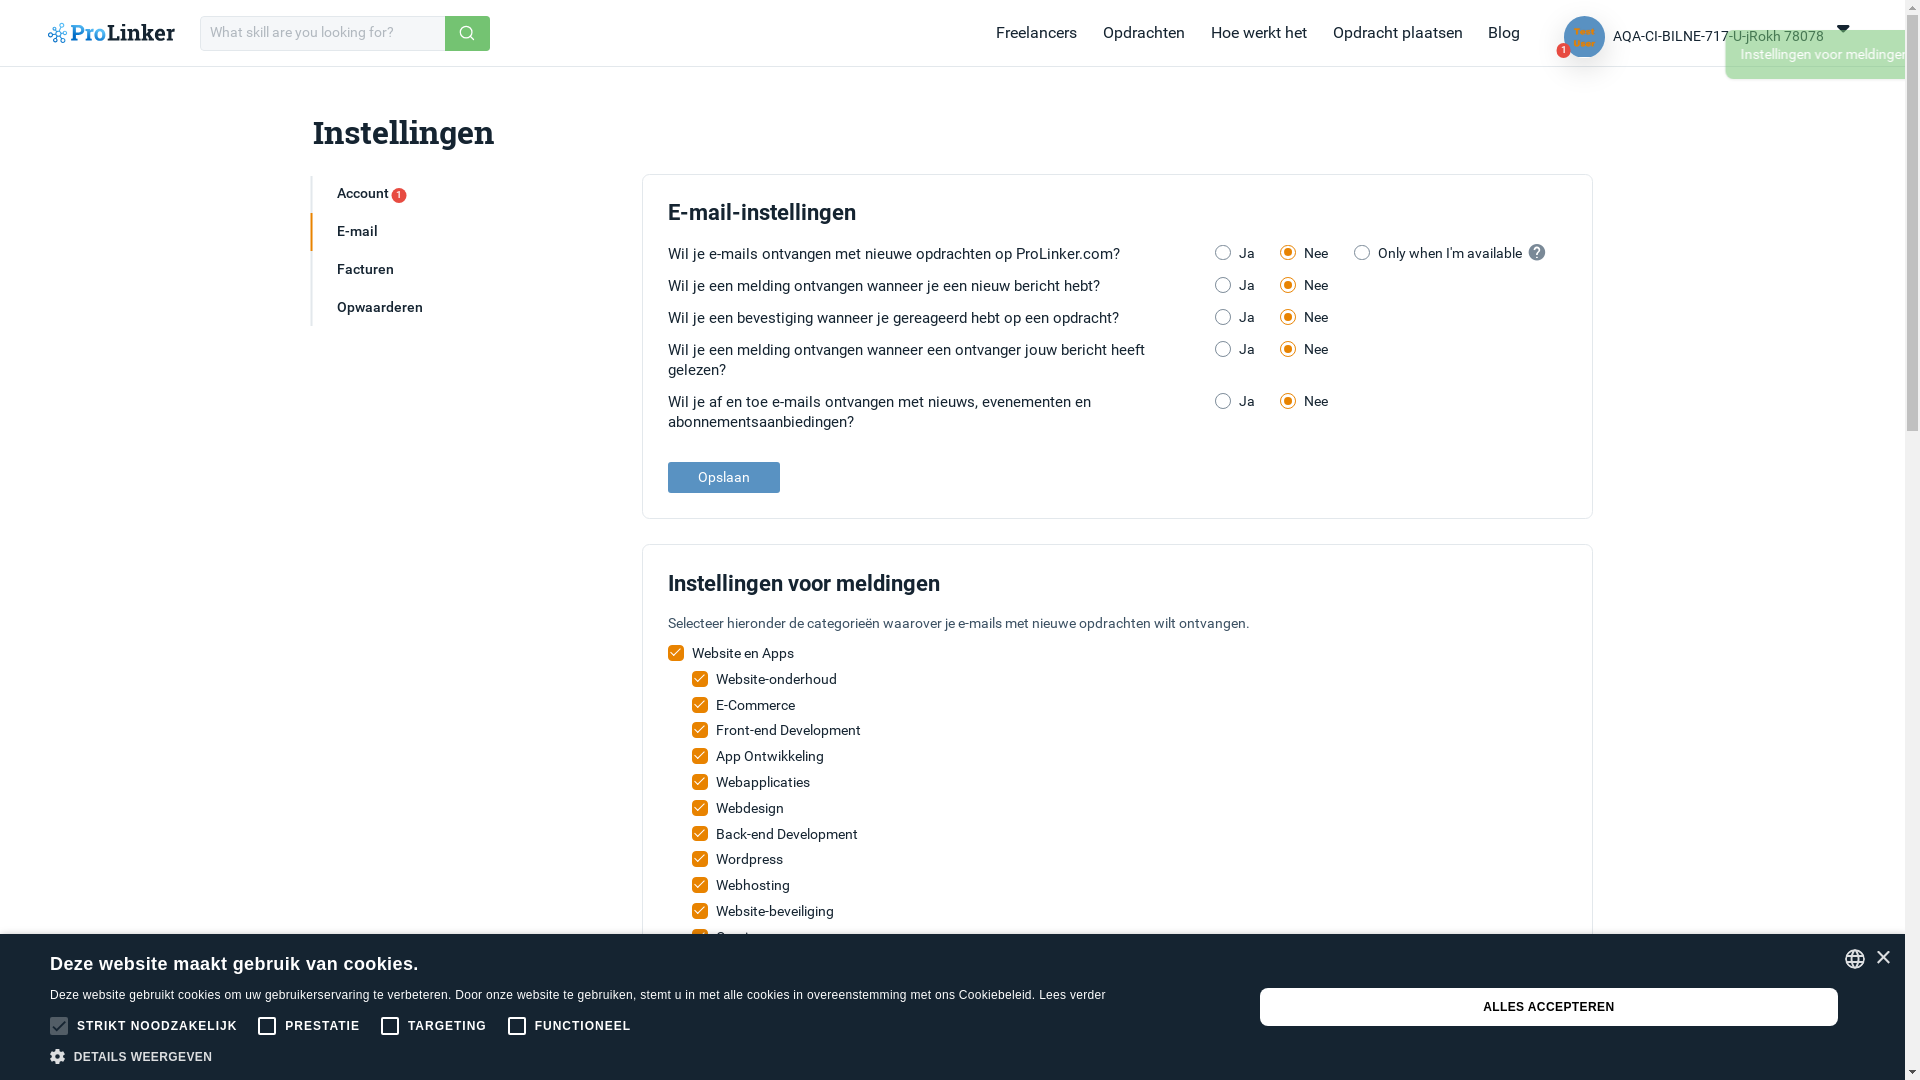 ProLinker
What skill are you looking for?
Freelancers
Opdrachten
Hoe werkt het
Opdracht plaatsen
Blog
Test User
1
AQA-CI-BILNE-717-U-jRokh 78078
Instellingen voor meldingen
Instellingen
Account 1
E-mail
Facturen
Opwaarderen
E-mail-instellingen
Wil je e-mails ontvangen met nieuwe opdrachten op ProLinker.com? Ja Nee Only when I'm available ?
Wil je een melding ontvangen wanneer je een nieuw bericht hebt? Ja Nee
Wil je een bevestiging wanneer je gereageerd hebt op een opdracht? Ja Nee
Wil je een melding ontvangen wanneer een ontvanger jouw bericht heeft Ja Nee
gelezen?
Wil je af en toe e-mails ontvangen met nieuws, evenementen en Ja Nee
abonnementsaanbiedingen?
Opslaan
Instellingen voor meldingen
Selecteer hieronder de categorieën waarover je e-mails met nieuwe opdrachten wilt ontvangen.
Website en Apps
Website-onderhoud
E-Commerce
Front-end Development
App Ontwikkeling
Webapplicaties
Webdesign
Back-end Development
Wordpress
Webhosting
Website-beveiliging
Deze website maakt gebruik van cookies.
Deze website gebruikt cookies om uw gebruikerservaring te verbeteren. Door onze website te gebruiken, stemt u in met alle cookies in overeenstemming met ons Cookiebeleid. Lees verder
STRIKT NOODZAKELIJK
PRESTATIE
TARGETING
FUNCTIONEEL
DETAILS WEERGEVEN
ALLES ACCEPTEREN
×